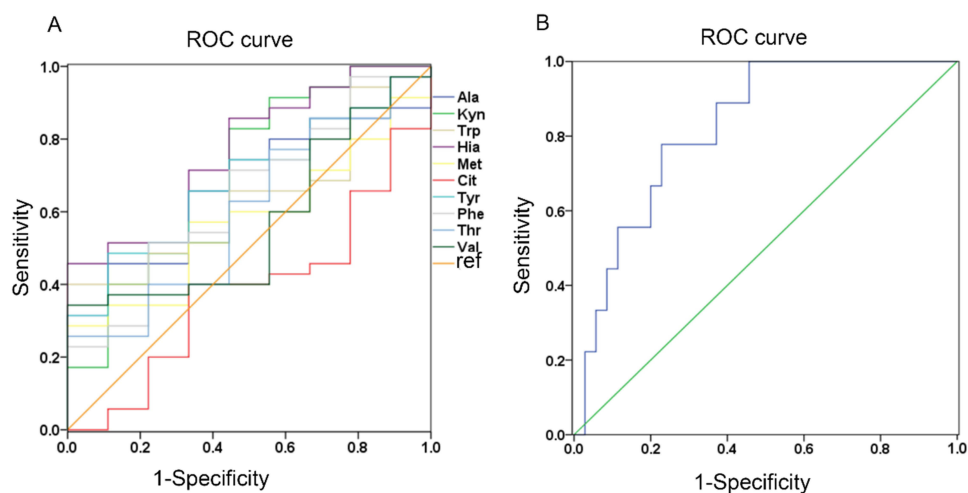 A
ROC curve
Sensitivity
1.0
0.8
0.6
0.4
0.2
0.0
0.0 0.2 0.4 0.6 0.8 1.0
1-Specificity
Ala
Kyn
Trp
Hia
Met
Cit
Tyr
Phe
Thr
Val
ref
B
ROC curve
Sensitivity
1.0
0.8
0.6
0.4
0.2
0.0
0.0 0.2 0.4 0.6 0.8 1.0
1-Specificity